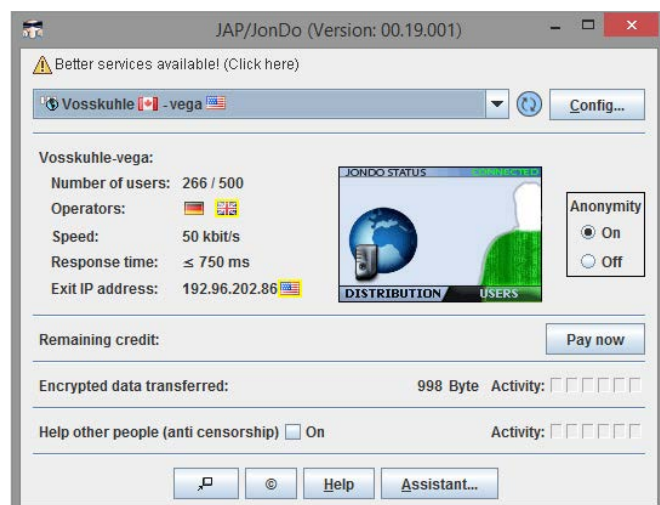 JAP/JonDo (Version: 00.19.001)
Better services available! (Click here)
Vosskuhle - vega
Config...
Vosskuhle-vega:
Number of users: 266 / 500
Operators:
Speed: 50 kbit/s
Response time: ≤ 750 ms
Exit IP address: 192.96.202.86
JONDO STATUS CONNECTED
DISTRIBUTION USERS
Anonymity
On
Off
Remaining credit:
Pay now
Encrypted data transferred: 998 Byte Activity:
Help other people (anti censorship) On Activity:
© Help Assistant...